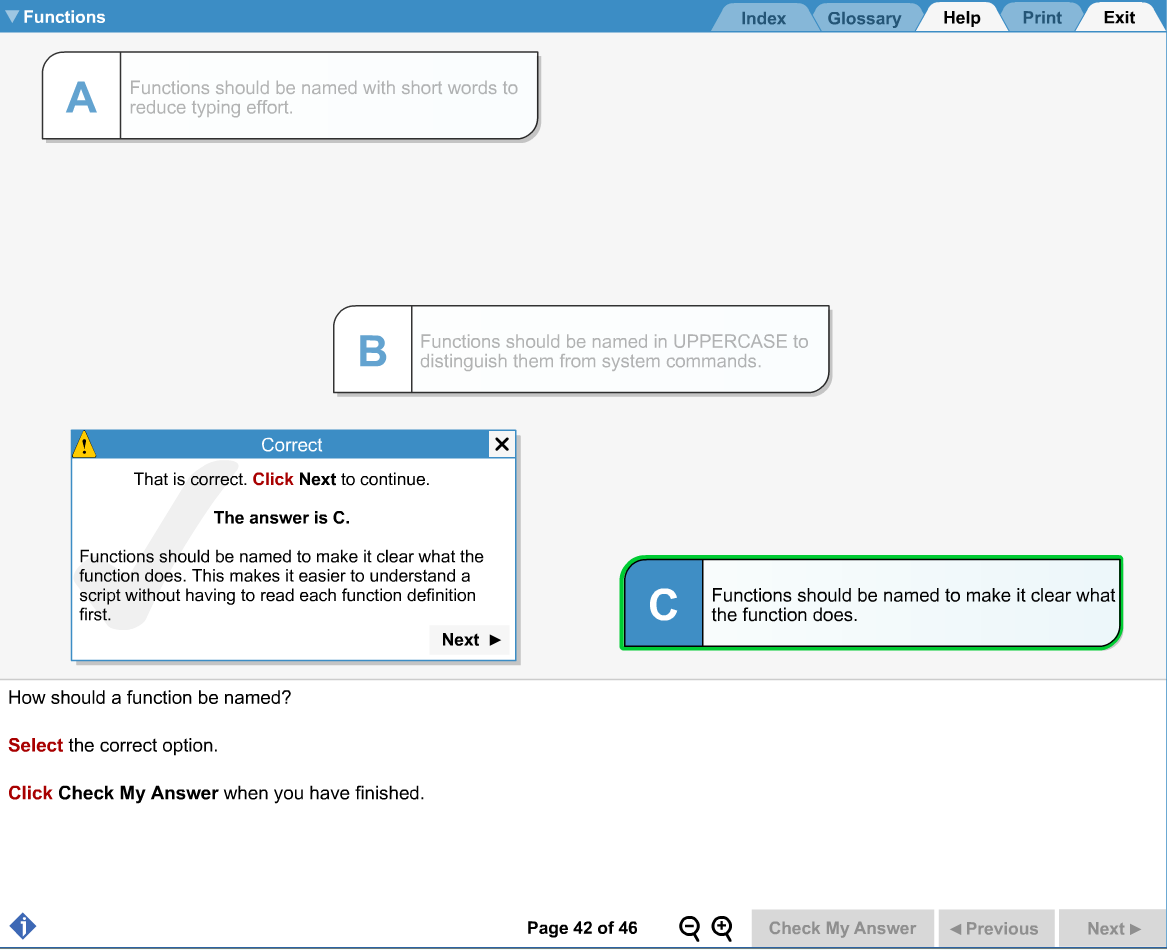 Functions
Index
Glossary
Help
Print
Exit
A
Functions should be named with short words to
reduce typing effort.
B
Functions should be named in UPPERCASE to
distinguish them from system commands.
Correct
That is correct. Click Next to continue.
The answer is C.
Functions should be named to make it clear what the
function does. This makes it easier to understand a
script without having to read each function definition
first.
Next
C
Functions should be named to make it clear what
the function does.
How should a function be named?
Select the correct option.
Click Check My Answer when you have finished.
Page 42 of 46
Check My Answer
Previous
Next